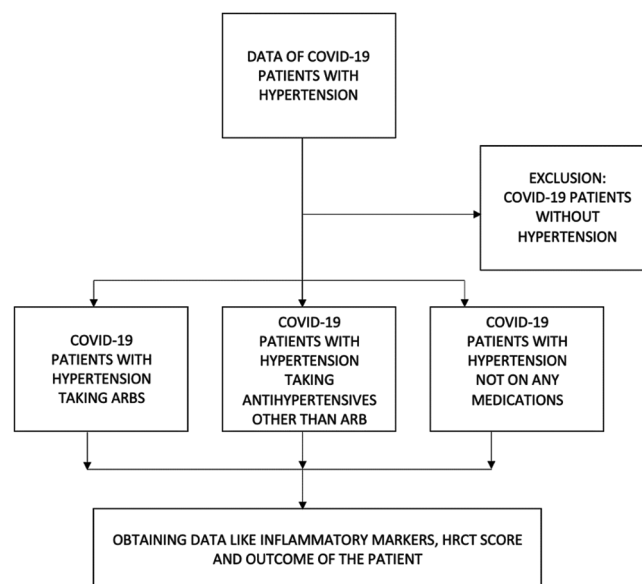 DATA OF COVID-19
PATIENTS WITH
HYPERTENSION
EXCLUSION:
COVID-19 PATIENTS
WITHOUT
HYPERTENSION
COVID-19
PATIENTS WITH
HYPERTENSION
TAKING ARBS
COVID-19
PATIENTS WITH
HYPERTENSION
TAKING
ANTIHYPERTENSIVES
OTHER THAN ARB
COVID-19
PATIENTS WITH
HYPERTENSION
NOT ON ANY
MEDICATIONS
OBTAINING DATA LIKE INFLAMMATORY MARKERS, HRCT SCORE
AND OUTCOME OF THE PATIENT